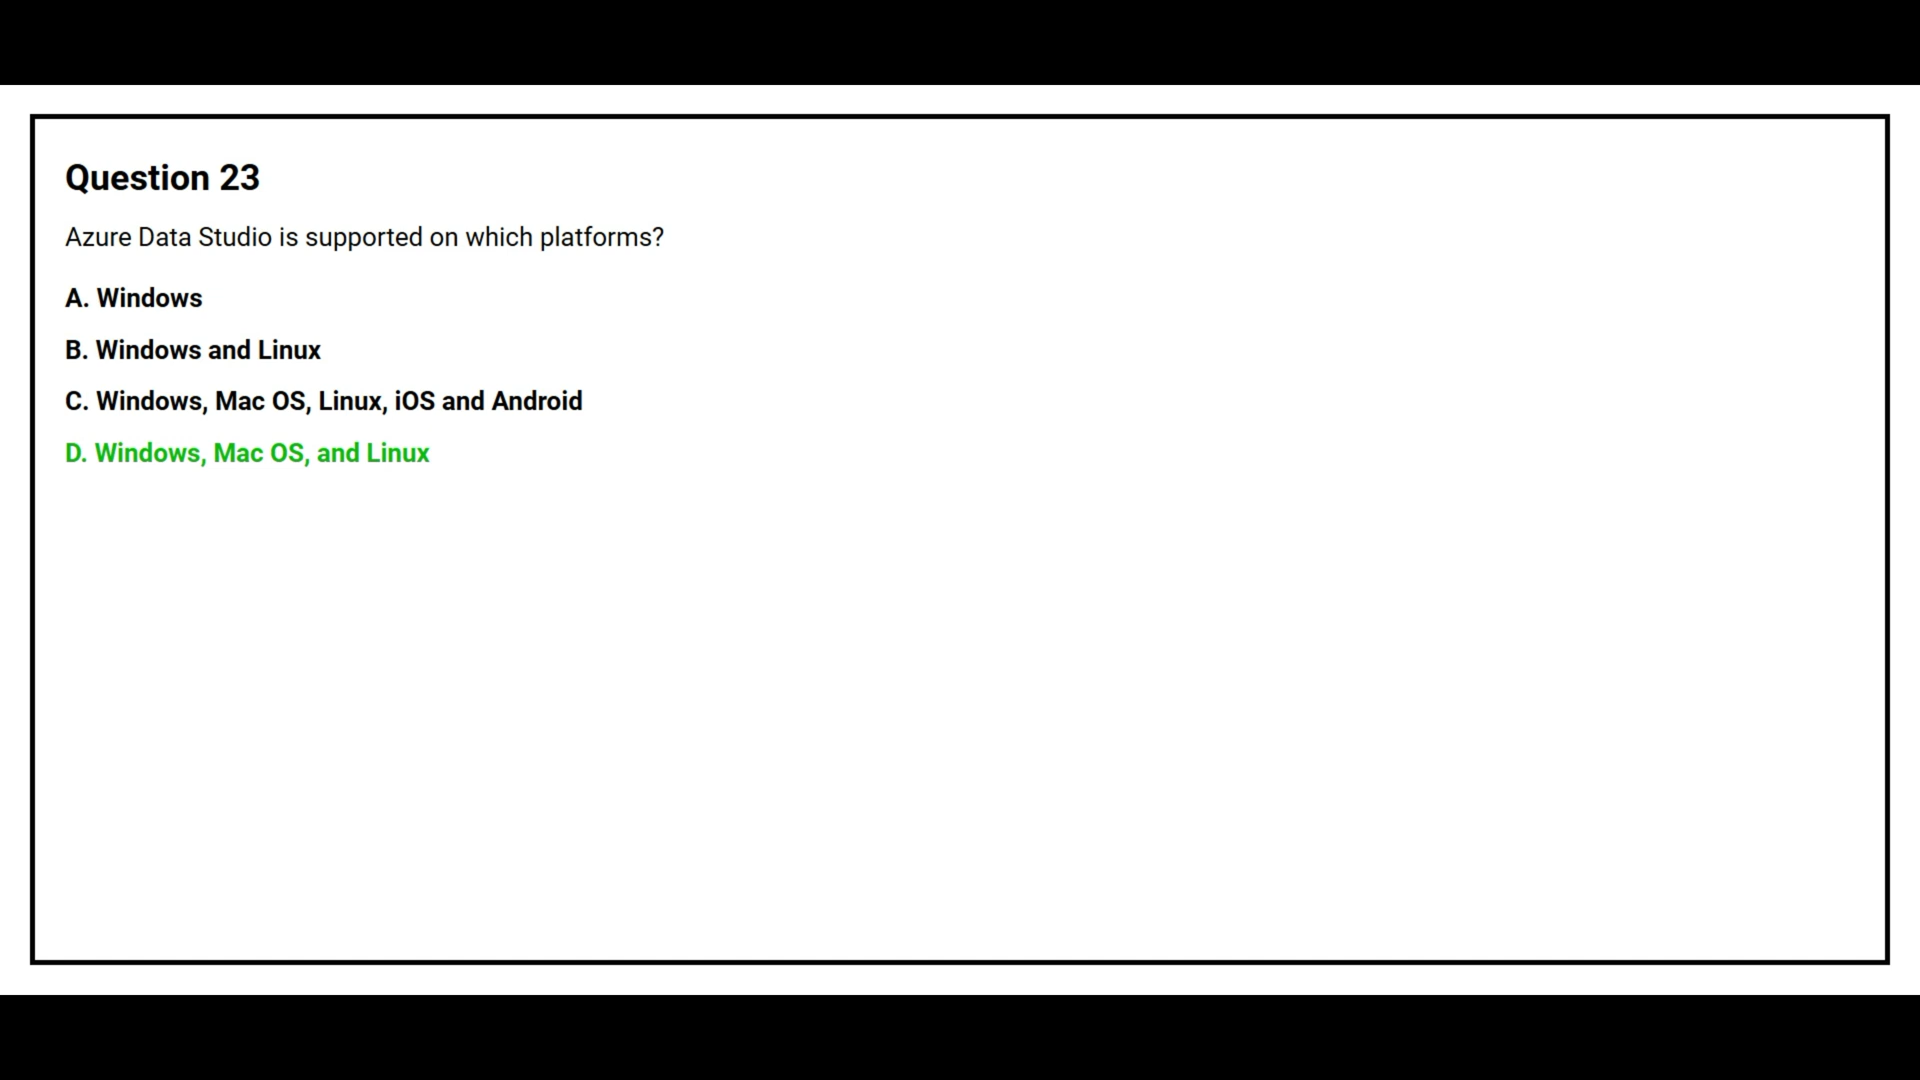 Question 23
Azure Data Studio is supported on which platforms?
A. Windows
B. Windows and Linux
C. Windows, Mac OS, Linux, iOS and Android
D. Windows, Mac OS, and Linux